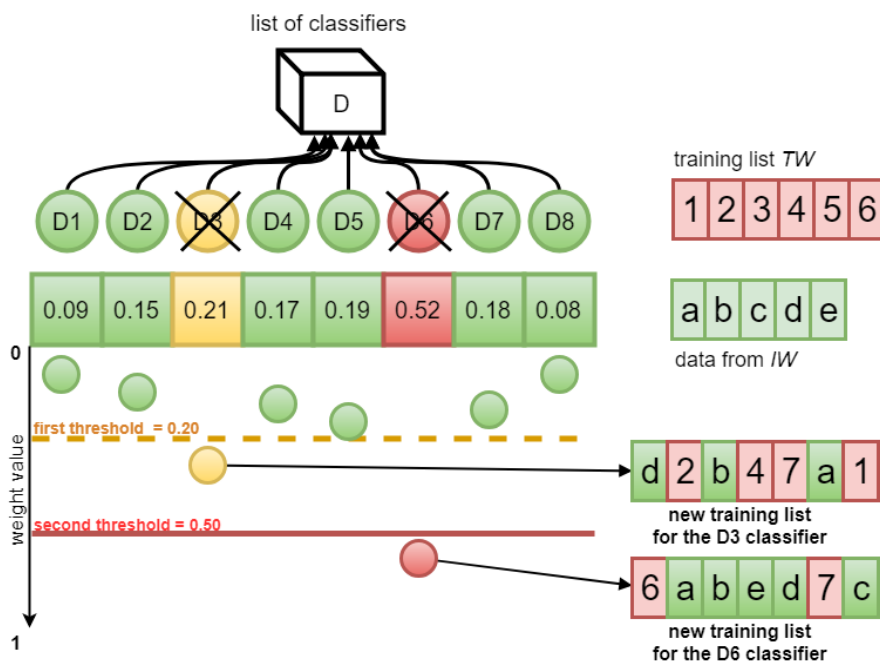 list of classifiers
D
training list TW
1 2 3 4 5 6
D1 D2 D3 D4 D5 D6 D7 D8
0.09 0.15 0.21 0.17 0.19 0.52 0.18 0.08
a b c d e
data from IW
0
first threshold = 0.20
weight value
d 2 b 4 7 a 1
new training list
for the D3 classifier
second threshold = 0.50
6 a b e d 7 c
new training list
for the D6 classifier
1